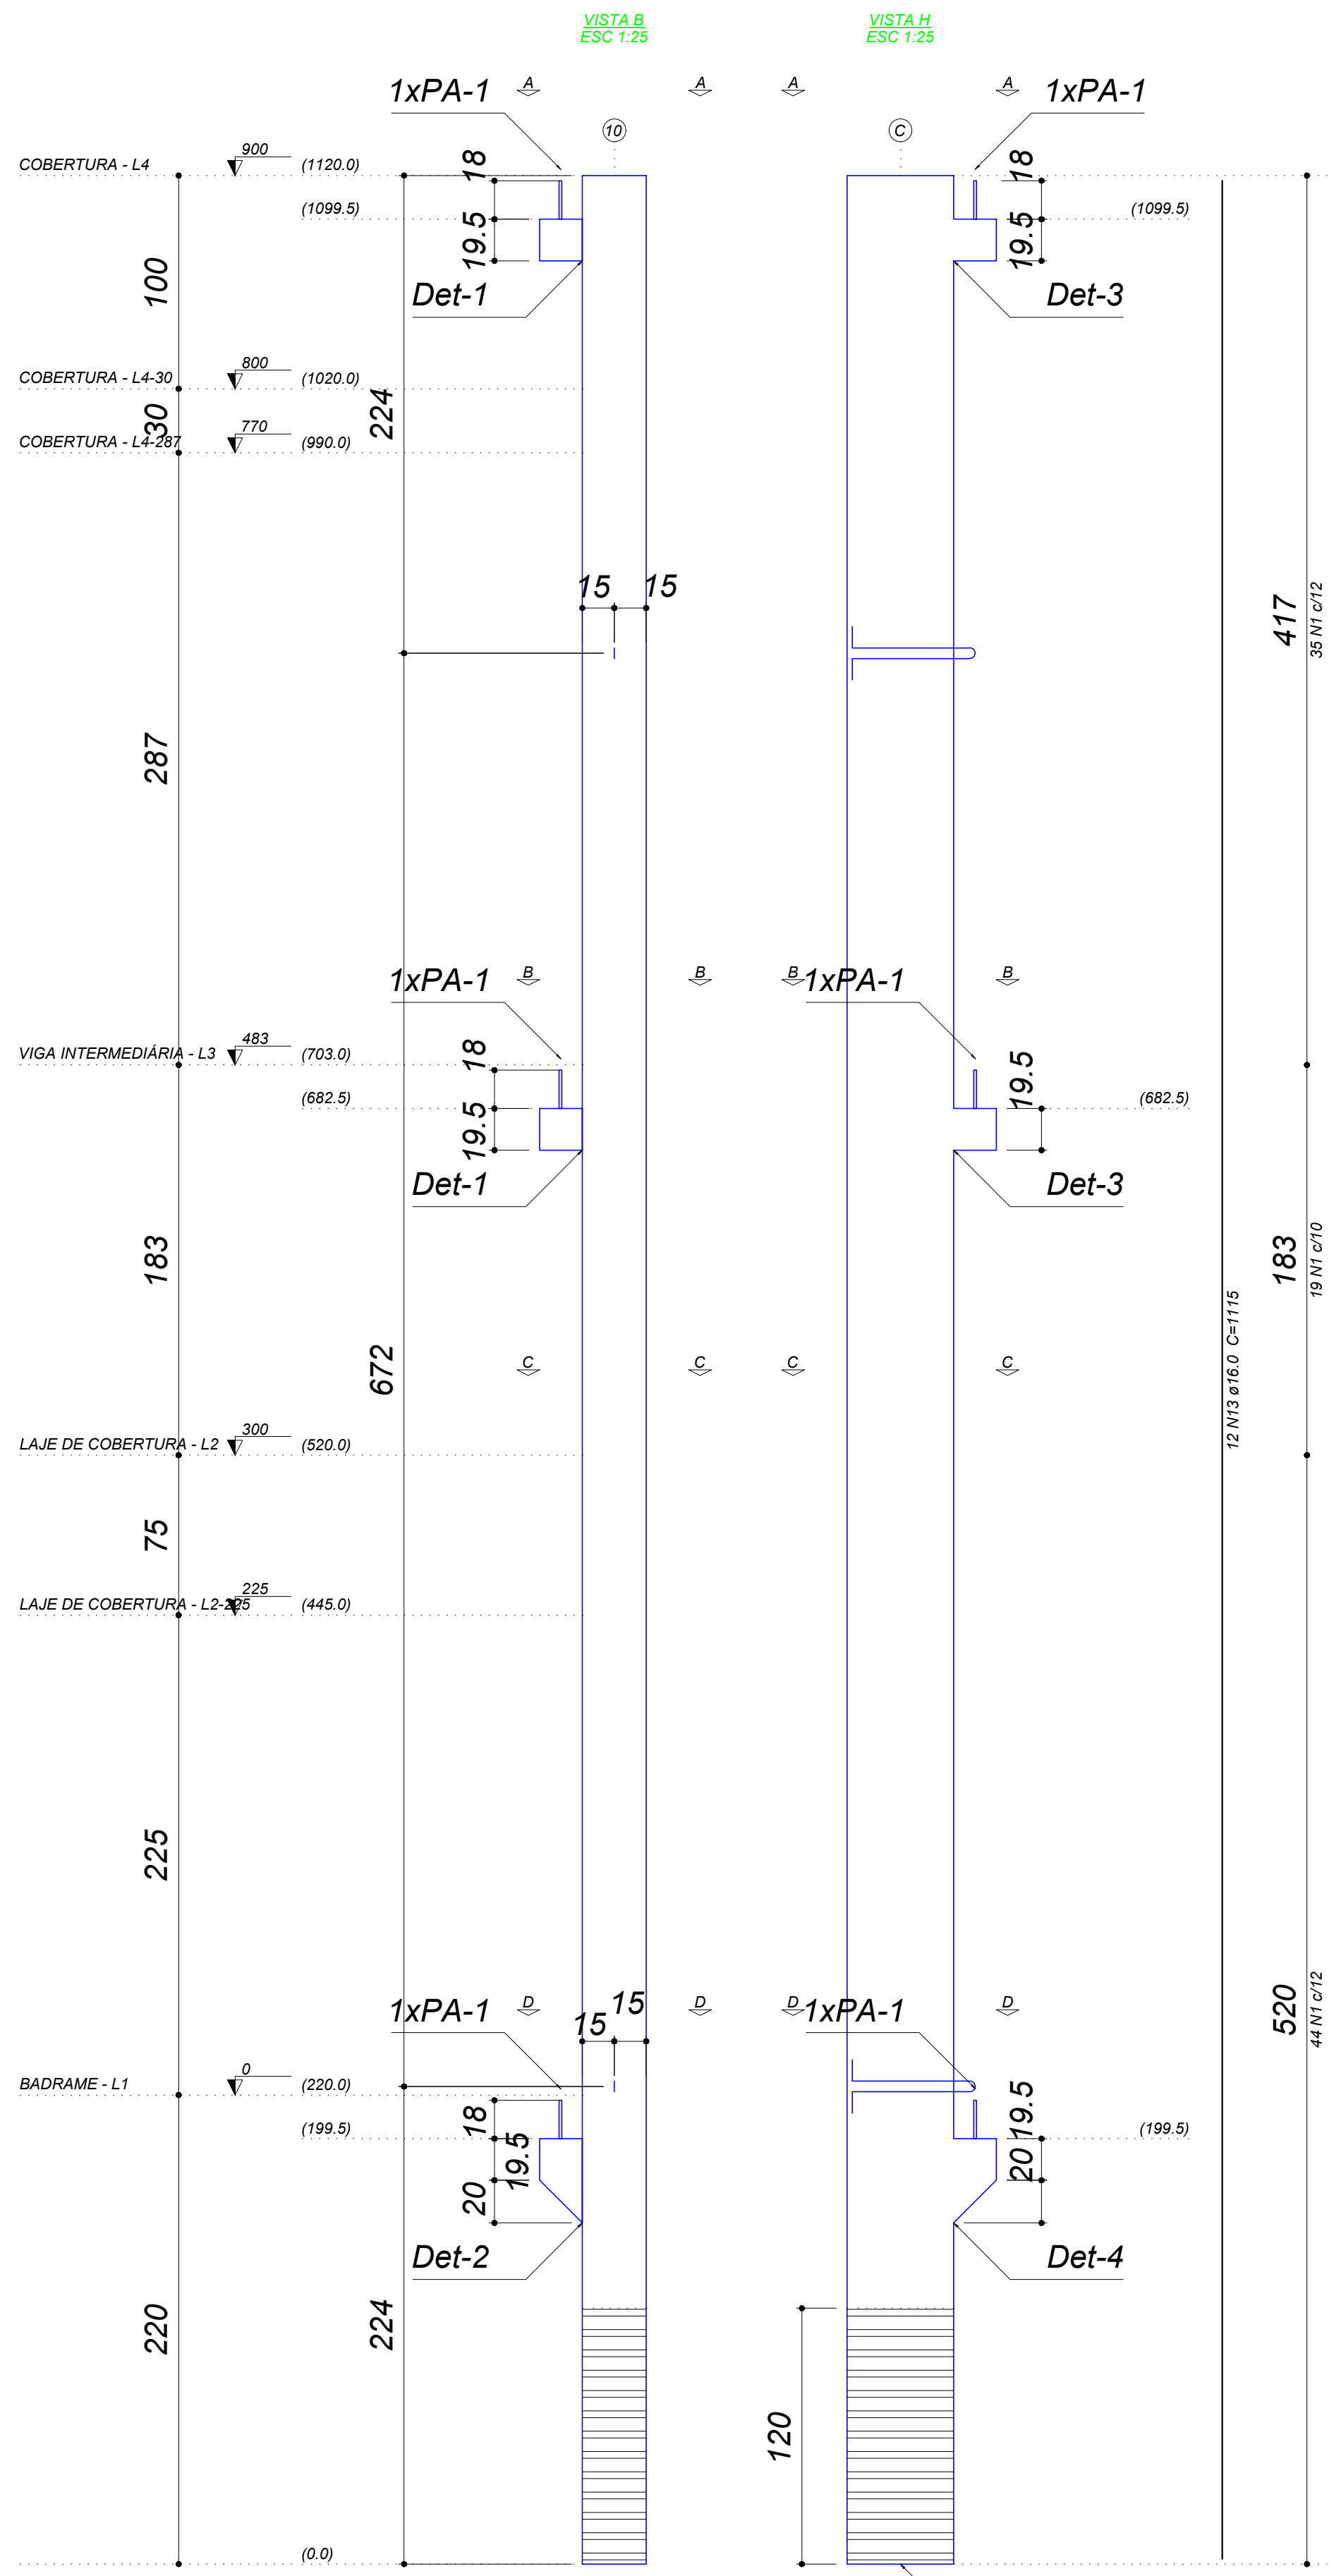 VISTA B
ESC 1:25
VISTA H
ESC 1:25
A
A
A
A
1xPA-1
1xPA-1
10
C
COBERTURA - L4
900
(1120.0)
18
18
(1099.5)
(1099.5)
19.5
19.5
100
Det-1
Det-3
COBERTURA - L4-30
800
(1020.0)
30
224
COBERTURA - L4-287
770
(990.0)
15
15
417
35 N1 c/12
287
B
B
B
B
1xPA-1
1xPA-1
VIGA INTERMEDIÁRIA - L3
483
(703.0)
18
19.5
(682.5)
(682.5)
19.5
Det-1
Det-3
183
183
19 N1 c/10
672
12 N13 ø16.0 C=1115
C
C
C
C
LAJE DE COBERTURA - L2
300
(520.0)
75
LAJE DE COBERTURA - L2-225
225
(445.0)
225
520
44 N1 c/12
D
D
D
D
1xPA-1
1xPA-1
15
15
BADRAME - L1
0
(220.0)
18
19.5
(199.5)
(199.5)
19.5
20
20
Det-2
Det-4
220
224
120
(0.0)